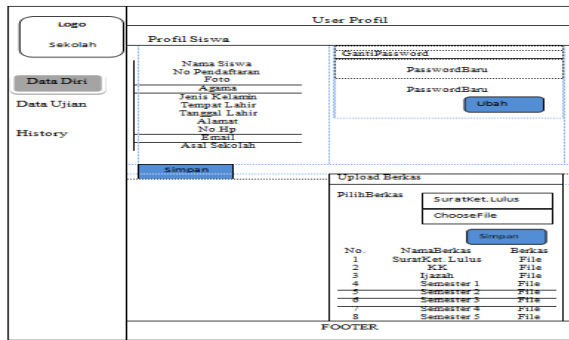 Logo
Sekolah
Data Diri
Data Ujian
History
User Profil
Profil Siswa
Nama Siswa
No Pendaftaran
Foto
Agama
Jenis Kelamin
Tempat Lahir
Tanggal Lahir
Alamat
No.Hp
Email
Asal Sekolah
Simpan
GantiPassword
PasswordBaru
PasswordBaru
Ubah
Upload Berkas
PilihBerkas
SuratKet.Lulus
ChooseFile
Simpan
No. NamaBerkas Berkas
1 SuratKet. Lulus File
2 KK File
3 Ijazah File
4 Semester 1 File
5 Semester 2 File
6 Semester 3 File
7 Semester 4 File
8 Semester 5 File
FOOTER